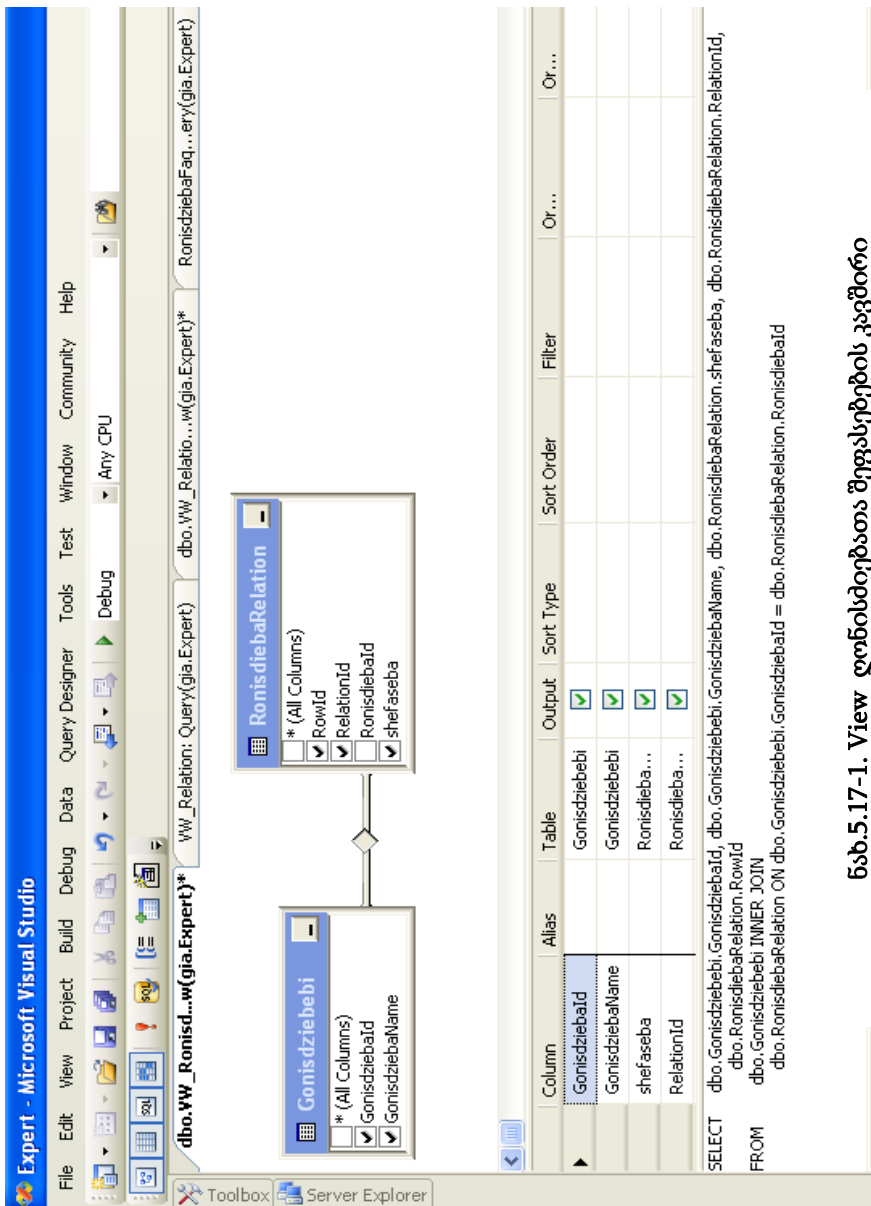 Expert - Microsoft Visual Studio
File Edit View Project Build Debug Data Query Designer Tools Test Window Community Help
Debug Any CPU
dbo.VW_Ronisd...w(gia.Expert)* VW_Relation: Query(gia.Expert) dbo.VW_Relatio...w(gia.Expert)* RonisdziebaFaq...ery(gia.Expert)
Toolbox
Server Explorer
Gonisdziebebi
* (All Columns)
GonisdziebaId
GonisdziebaName
RonisdiebaRelation
* (All Columns)
RowId
RelationId
RonisdiebaId
shefaseba
Column Alias Table Output Sort Type Sort Order Filter Or... Or...
GonisdziebaId Gonisdziebebi
GonisdziebaName Gonisdziebebi
shefaseba Ronisdieba...
RelationId Ronisdieba...
SELECT dbo.Gonisdziebebi.GonisdziebaId, dbo.Gonisdziebebi.GonisdziebaName, dbo.RonisdiebaRelation.shefaseba, dbo.RonisdiebaRelation.RelationId,
dbo.RonisdiebaRelation.RowId
FROM dbo.Gonisdziebebi INNER JOIN
dbo.RonisdiebaRelation ON dbo.Gonisdziebebi.GonisdziebaId = dbo.RonisdiebaRelation.RonisdiebaId
ნახ.5.17-1. View ღონისძიებათა შეფასებების კავშირი